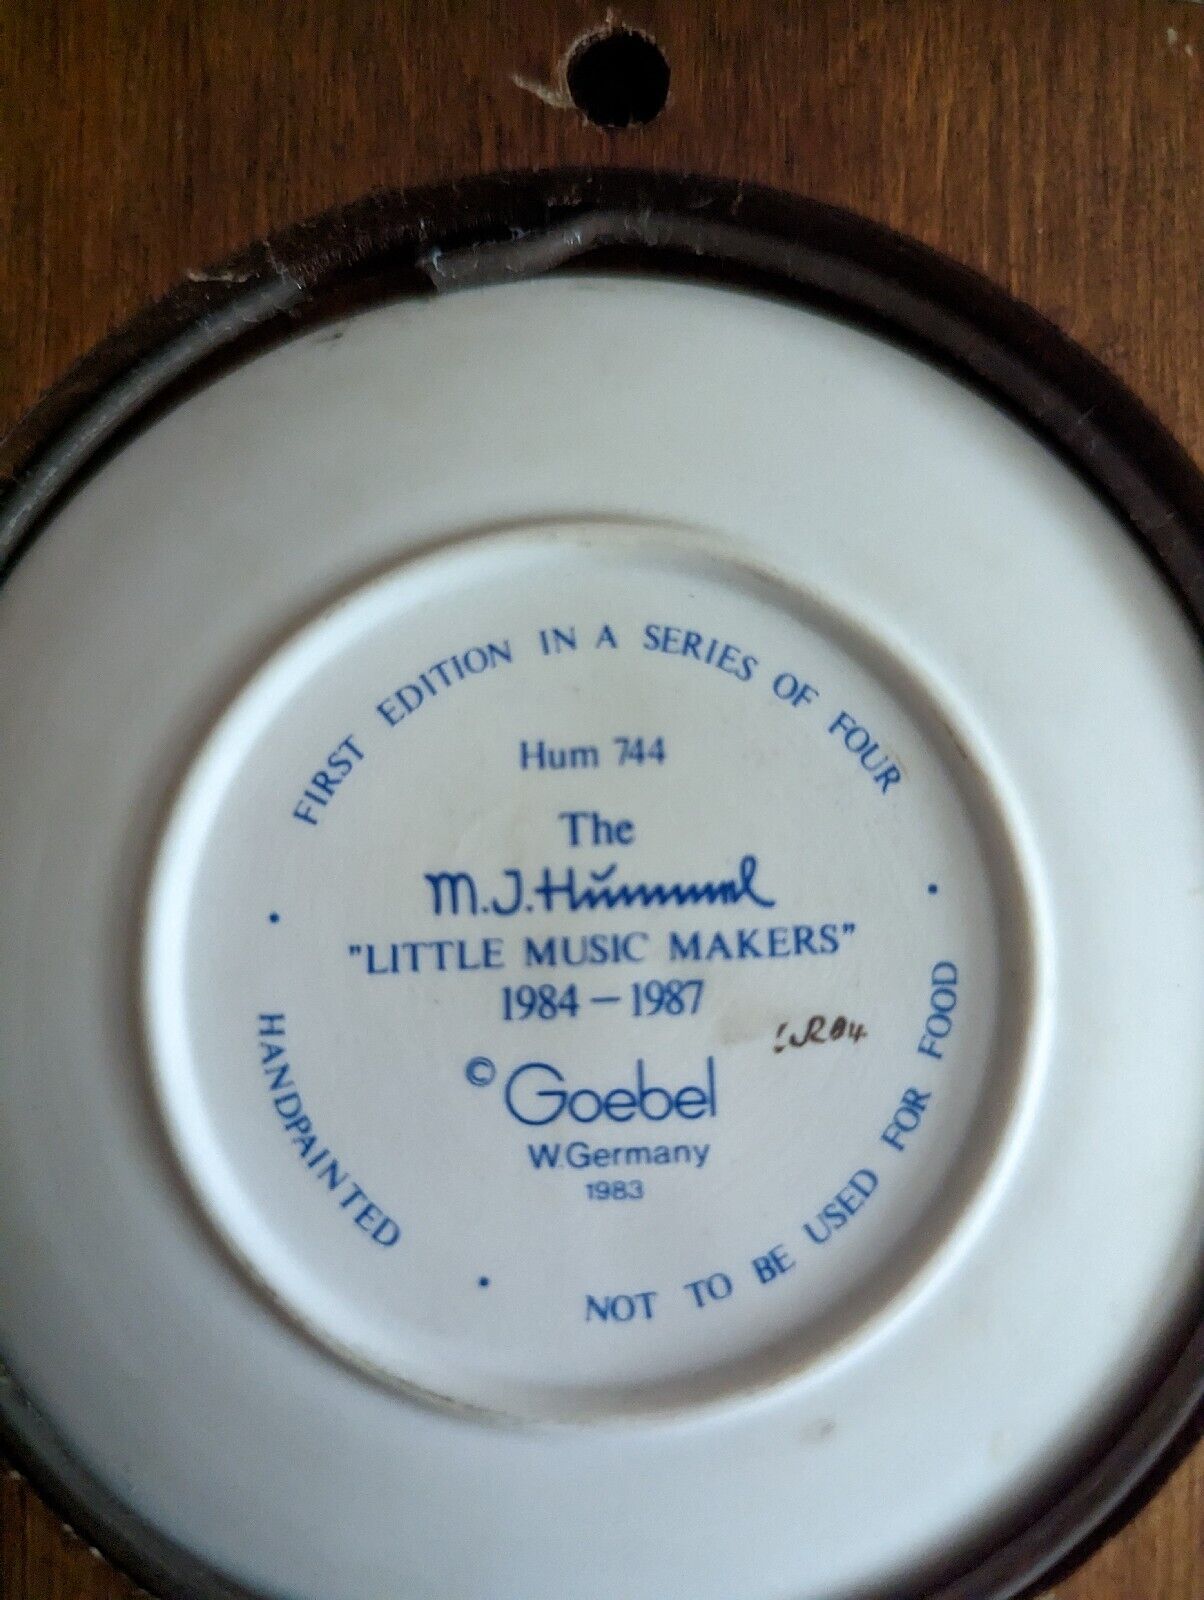 FIRST EDITION IN A SERIES OF FOUR
Hum 744
The
M.J.Hummel
"LITTLE MUSIC MAKERS"
1984 – 1987
© Goebel
W.Germany
1983
HANDPAINTED
NOT TO BE USED FOR FOOD